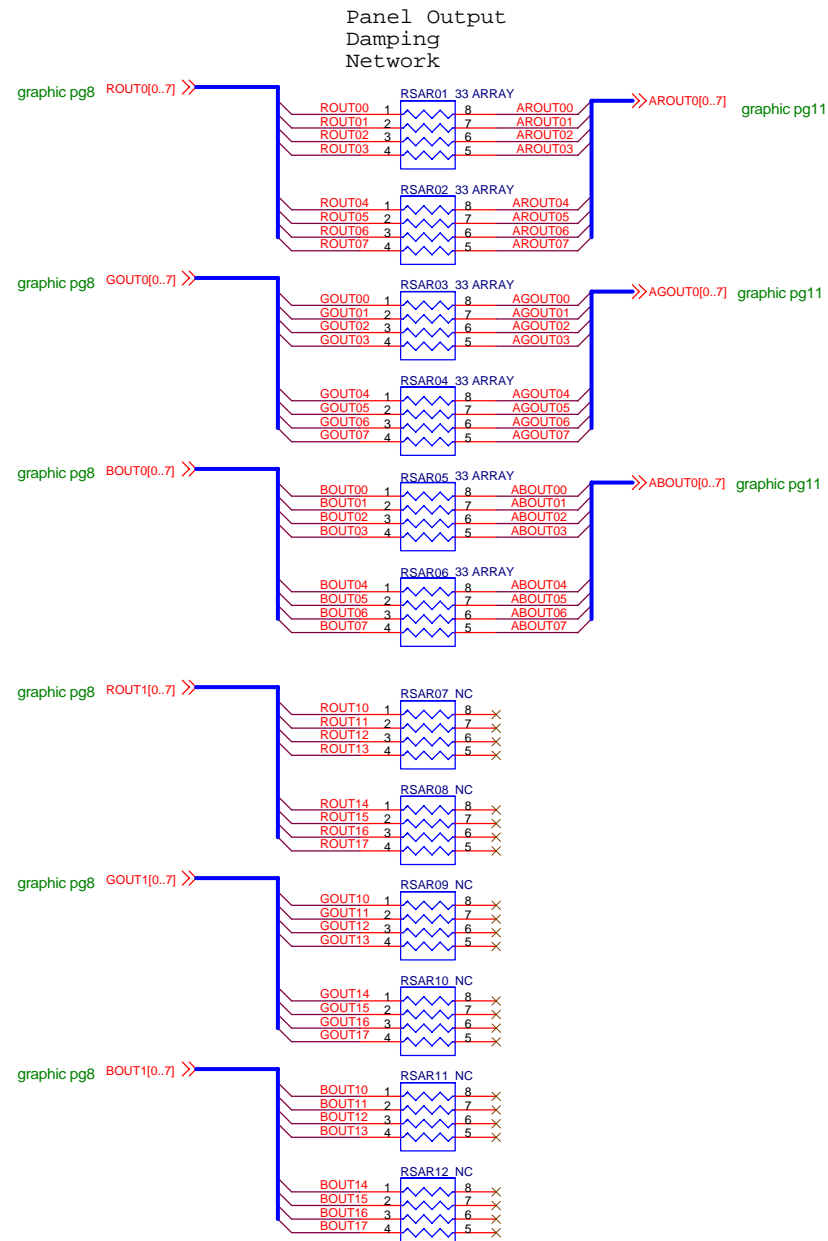 Panel Output
Damping
Network
graphic pg8 ROUT0[0..7] AROUT0[0..7] graphic pg11
RSAR01 33 ARRAY
ROUT00 1 8 AROUT00
ROUT01 2 7 AROUT01
ROUT02 3 6 AROUT02
ROUT03 4 5 AROUT03
RSAR02 33 ARRAY
ROUT04 1 8 AROUT04
ROUT05 2 7 AROUT05
ROUT06 3 6 AROUT06
ROUT07 4 5 AROUT07
graphic pg8 GOUT0[0..7] AGOUT0[0..7] graphic pg11
RSAR03 33 ARRAY
GOUT00 1 8 AGOUT00
GOUT01 2 7 AGOUT01
GOUT02 3 6 AGOUT02
GOUT03 4 5 AGOUT03
RSAR04 33 ARRAY
GOUT04 1 8 AGOUT04
GOUT05 2 7 AGOUT05
GOUT06 3 6 AGOUT06
GOUT07 4 5 AGOUT07
graphic pg8 BOUT0[0..7] ABOUT0[0..7] graphic pg11
RSAR05 33 ARRAY
BOUT00 1 8 ABOUT00
BOUT01 2 7 ABOUT01
BOUT02 3 6 ABOUT02
BOUT03 4 5 ABOUT03
RSAR06 33 ARRAY
BOUT04 1 8 ABOUT04
BOUT05 2 7 ABOUT05
BOUT06 3 6 ABOUT06
BOUT07 4 5 ABOUT07
graphic pg8 ROUT1[0..7]
RSAR07 NC
ROUT10 1 8
ROUT11 2 7
ROUT12 3 6
ROUT13 4 5
RSAR08 NC
ROUT14 1 8
ROUT15 2 7
ROUT16 3 6
ROUT17 4 5
graphic pg8 GOUT1[0..7]
RSAR09 NC
GOUT10 1 8
GOUT11 2 7
GOUT12 3 6
GOUT13 4 5
RSAR10 NC
GOUT14 1 8
GOUT15 2 7
GOUT16 3 6
GOUT17 4 5
graphic pg8 BOUT1[0..7]
RSAR11 NC
BOUT10 1 8
BOUT11 2 7
BOUT12 3 6
BOUT13 4 5
RSAR12 NC
BOUT14 1 8
BOUT15 2 7
BOUT16 3 6
BOUT17 4 5